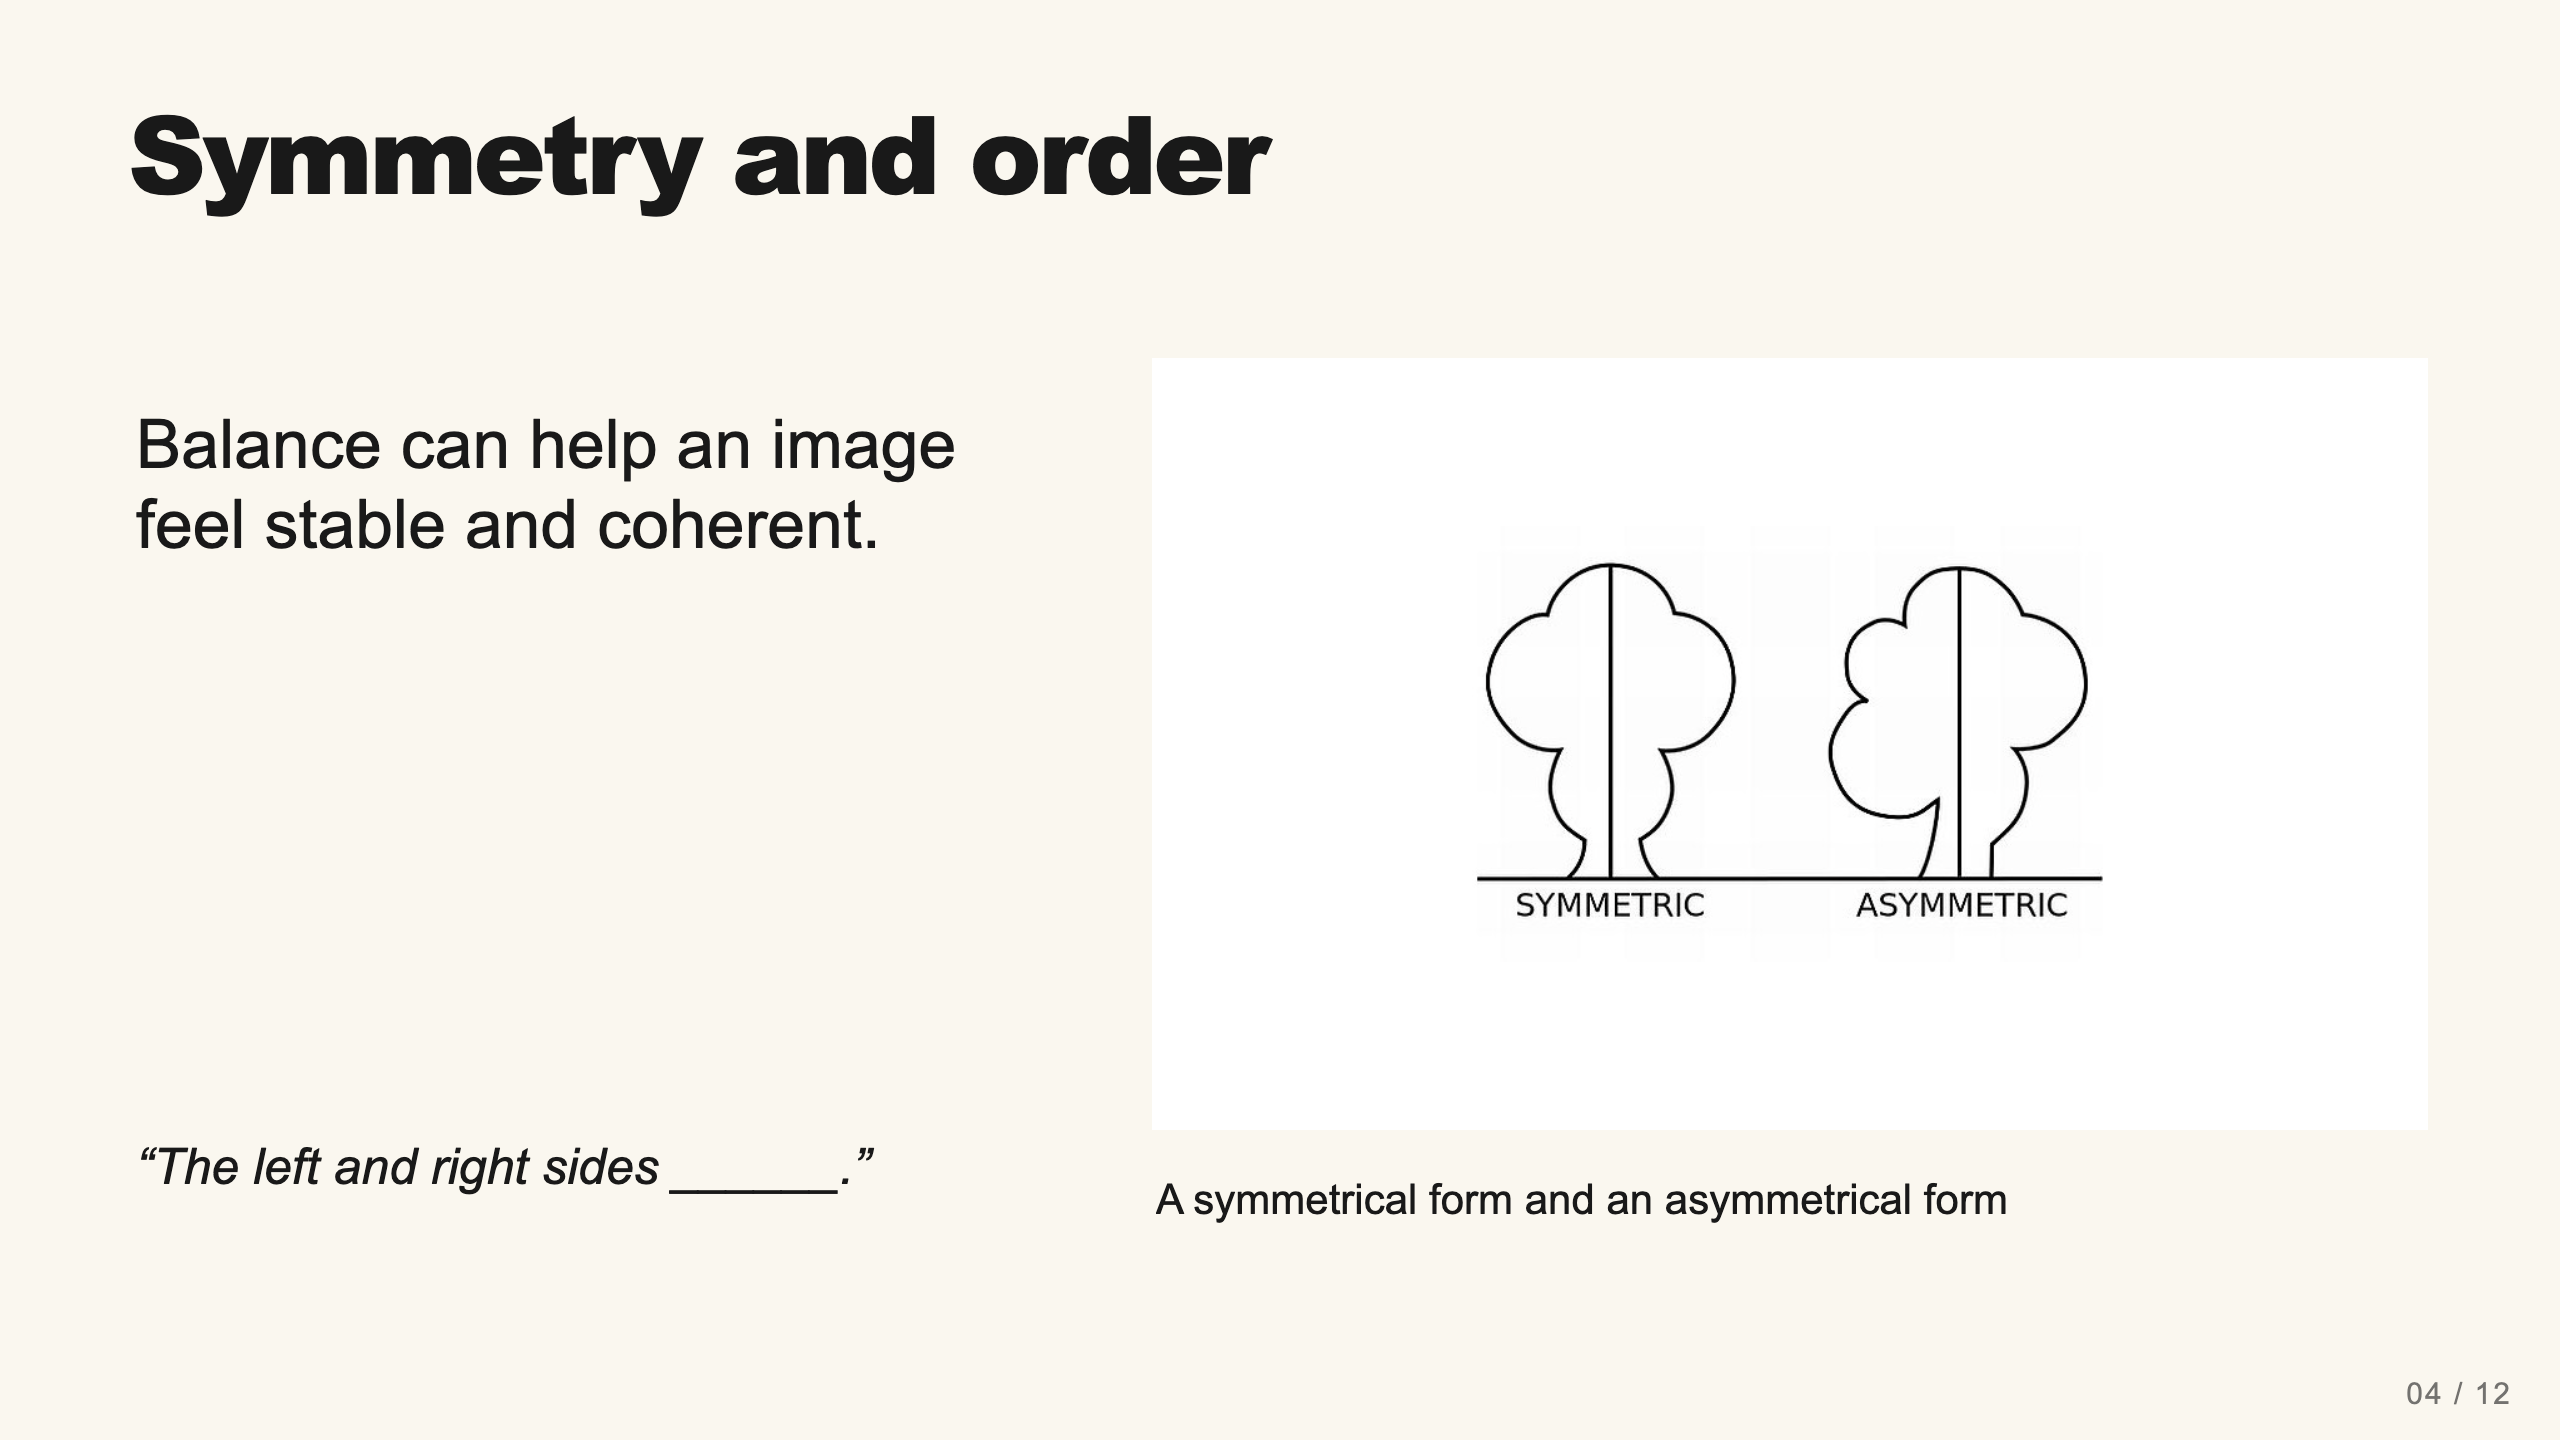 Symmetry and order
Balance can help an image
feel stable and coherent.
“The left and right sides ______.”
SYMMETRIC ASYMMETRIC
A symmetrical form and an asymmetrical form
04 / 12